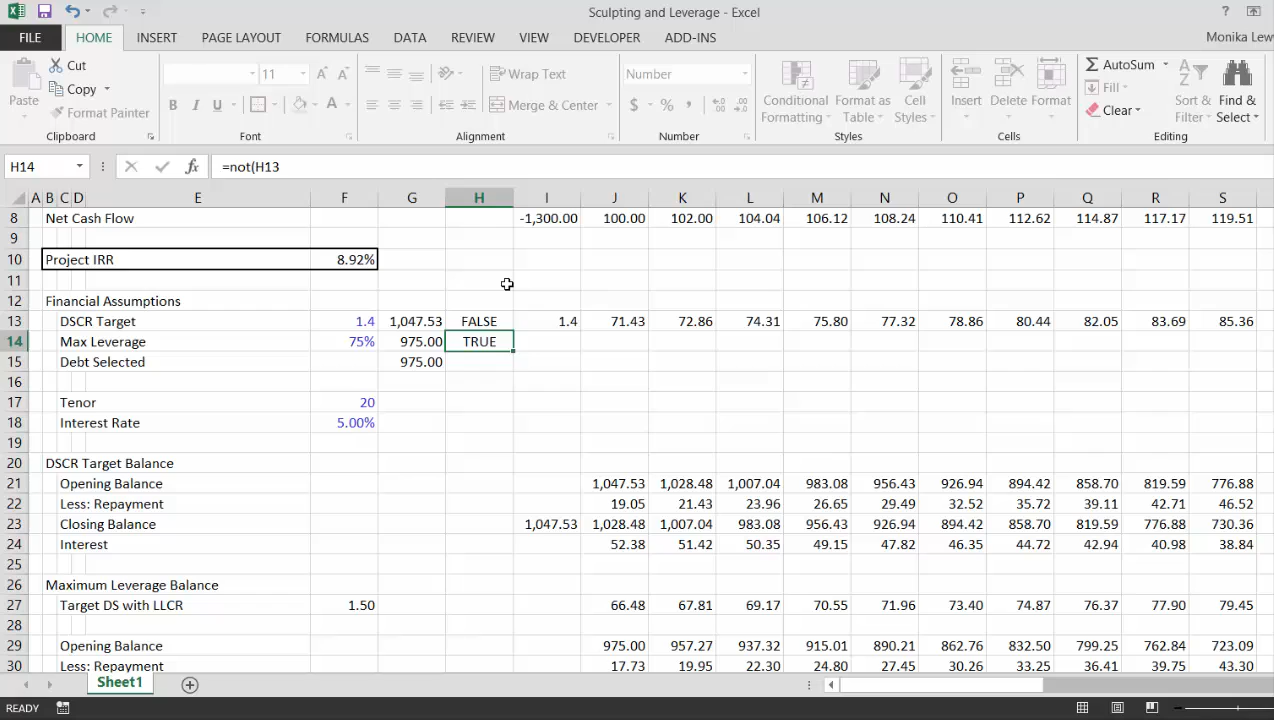 Sculpting and Leverage - Excel
?
FILE HOME INSERT PAGE LAYOUT FORMULAS DATA REVIEW VIEW DEVELOPER ADD-INS Monika Lew
Paste
Cut
Copy
Format Painter
Clipboard
11 A A
B I U A
Font
Wrap Text
Merge & Center
Alignment
Number
$ % ,
Number
Conditional Formatting
Format as Table
Cell Styles
Styles
Insert Delete Format
Cells
AutoSum
Fill
Clear
Sort & Filter
Find & Select
Editing
H14 fx =not(H13
A B C D E F G H I J K L M N O P Q R S
8 Net Cash Flow -1,300.00 100.00 102.00 104.04 106.12 108.24 110.41 112.62 114.87 117.17 119.51
9
10 Project IRR 8.92%
11
12 Financial Assumptions
13 DSCR Target 1.4 1,047.53 FALSE 1.4 71.43 72.86 74.31 75.80 77.32 78.86 80.44 82.05 83.69 85.36
14 Max Leverage 75% 975.00 TRUE
15 Debt Selected 975.00
16
17 Tenor 20
18 Interest Rate 5.00%
19
20 DSCR Target Balance
21 Opening Balance 1,047.53 1,028.48 1,007.04 983.08 956.43 926.94 894.42 858.70 819.59 776.88
22 Less: Repayment 19.05 21.43 23.96 26.65 29.49 32.52 35.72 39.11 42.71 46.52
23 Closing Balance 1,047.53 1,028.48 1,007.04 983.08 956.43 926.94 894.42 858.70 819.59 776.88 730.36
24 Interest 52.38 51.42 50.35 49.15 47.82 46.35 44.72 42.94 40.98 38.84
25
26 Maximum Leverage Balance
27 Target DS with LLCR 1.50 66.48 67.81 69.17 70.55 71.96 73.40 74.87 76.37 77.90 79.45
28
29 Opening Balance 975.00 957.27 937.32 915.01 890.21 862.76 832.50 799.25 762.84 723.09
30 Less: Repayment 17.73 19.95 22.30 24.80 27.45 30.26 33.25 36.41 39.75 43.30
Sheet1
READY